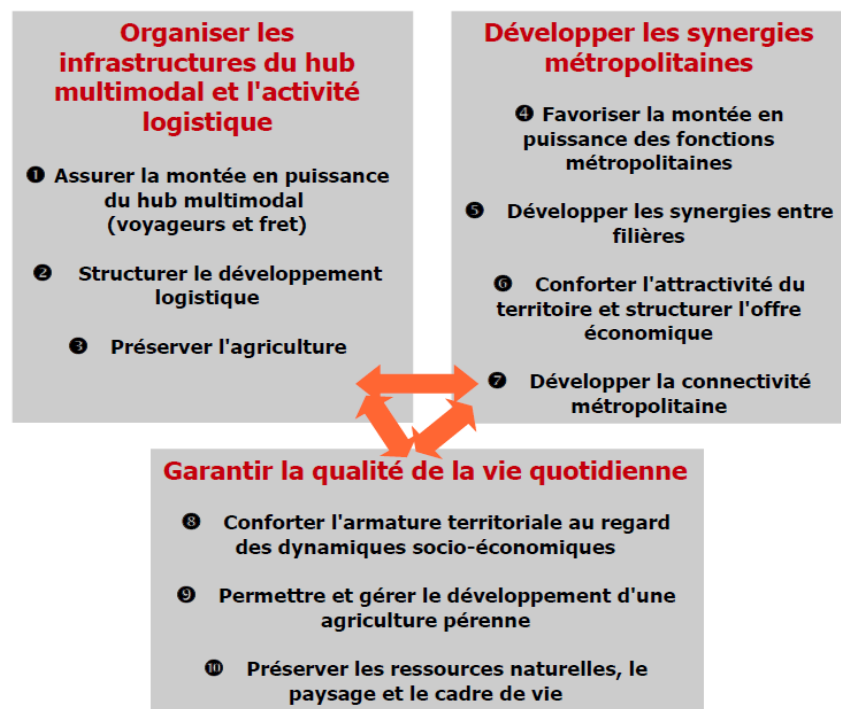 Organiser les
infrastructures du hub
multimodal et l'activité
logistique
❶ Assurer la montée en puissance
du hub multimodal
(voyageurs et fret)
❷ Structurer le développement
logistique
❸ Préserver l'agriculture
Développer les synergies
métropolitaines
❹ Favoriser la montée en
puissance des fonctions
métropolitaines
❺ Développer les synergies entre
filières
❻ Conforter l'attractivité du
territoire et structurer l'offre
économique
❼ Développer la connectivité
métropolitaine
Garantir la qualité de la vie quotidienne
❽ Conforter l'armature territoriale au regard
des dynamiques socio-économiques
❾ Permettre et gérer le développement d'une
agriculture pérenne
❿ Préserver les ressources naturelles, le
paysage et le cadre de vie